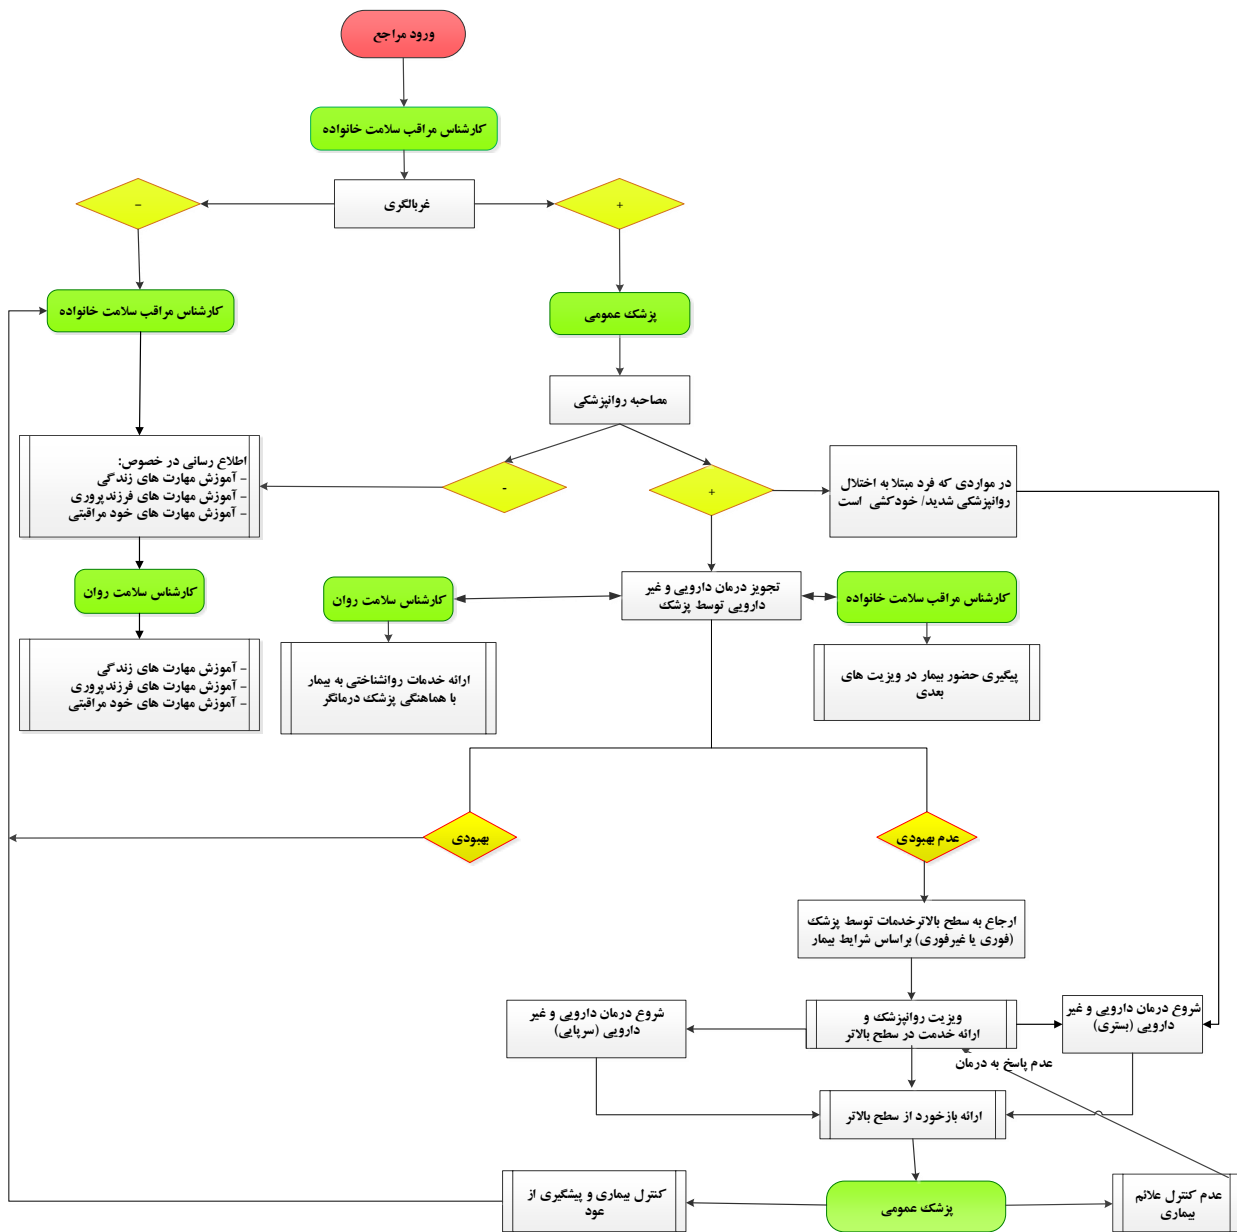 ورود مراجع
کارشناس مراقب سلامت خانواده
غربالگری
-
+
کارشناس مراقب سلامت خانواده
پزشک عمومی
مصاحبه روانپزشکی
اطلاع رسانی در خصوص:
- آموزش مهارت های زندگی
- آموزش مهارت های فرزندپروری
- آموزش مهارت های خود مراقبتی
-
+
در مواردی که فرد مبتلا به اختلال
روانپزشکی شدید/ خودکشی است
کارشناس سلامت روان
کارشناس سلامت روان
تجویز درمان دارویی و غیر
دارویی توسط پزشک
کارشناس مراقب سلامت خانواده
- آموزش مهارت های زندگی
- آموزش مهارت های فرزندپروری
- آموزش مهارت های خود مراقبتی
ارائه خدمات روانشناختی به بیمار
با هماهنگی پزشک درمانگر
پیگیری حضور بیمار در ویزیت های
بعدی
بهبودی
عدم بهبودی
ارجاع به سطح بالاترخدمات توسط پزشک
(فوری یا غیرفوری) براساس شرایط بیمار
شروع درمان دارویی و غیر
دارویی (سرپایی)
ویزیت روانپزشک و
ارائه خدمت در سطح بالاتر
شروع درمان دارویی و غیر
دارویی (بستری)
عدم پاسخ به درمان
ارائه بازخورد از سطح بالاتر
کنترل بیماری و پیشگیری از
عود
پزشک عمومی
عدم کنترل علائم
بیماری